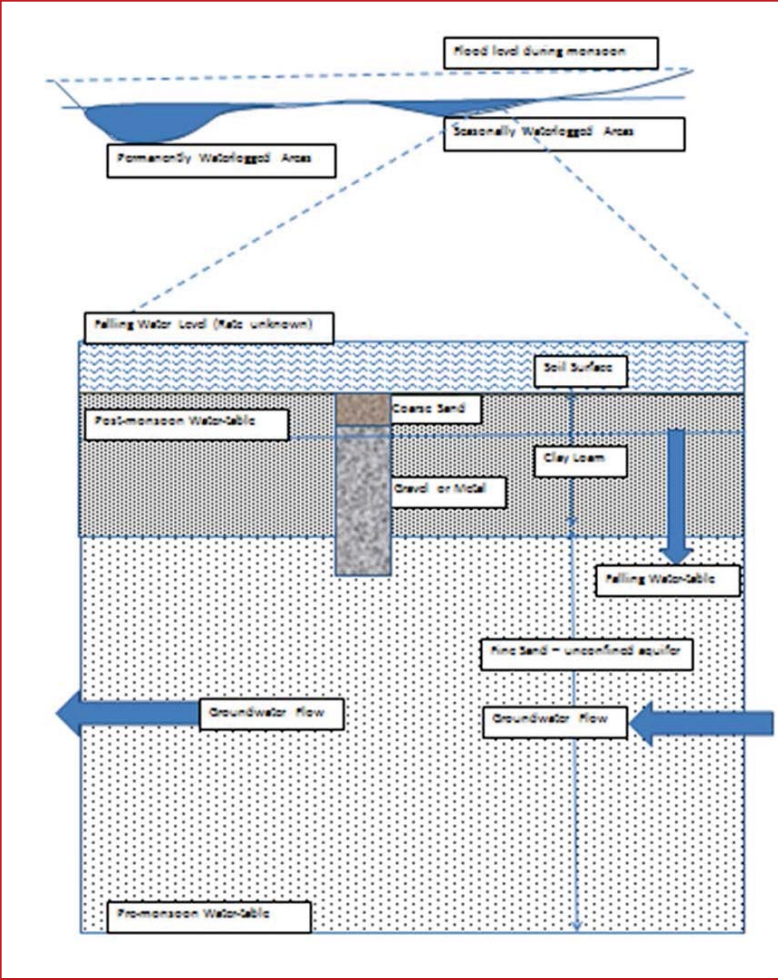 Flood level during monsoon
Seasonally Waterlogged Areas
Permanently Waterlogged Areas
Falling Water Level (Rate unknown)
Soil Surface
Coarse Sand
Post-monsoon Water-table
Clay Loam
Gravel or Metal
Falling Water-table
Fine Sand – unconfined aquifer
Groundwater Flow
Groundwater Flow
Pre-monsoon Water-table